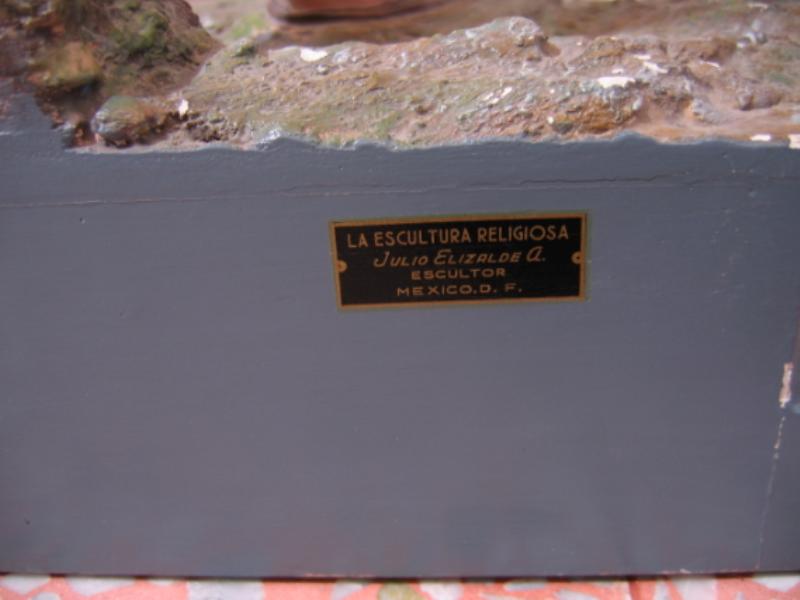 LA ESCULTURA RELIGIOSA
JULIO ELIZALDE A.
ESCULTOR
MEXICO. D. F.